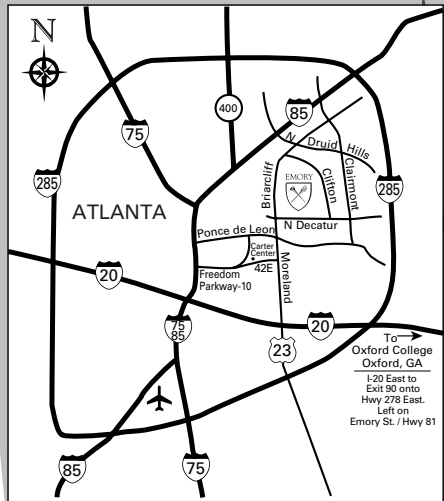 N
400
85
75
N Druid Hills
Briarcliff
EMORY
Clifton
Clairmont
285
285
ATLANTA
N Decatur
Ponce de Leon
Carter
Center
42E
Moreland
20
Freedom
Parkway-10
75
85
20
23
To
Oxford College
Oxford, GA
I-20 East to
Exit 90 onto
Hwy 278 East.
Left on
Emory St. / Hwy 81
85
75